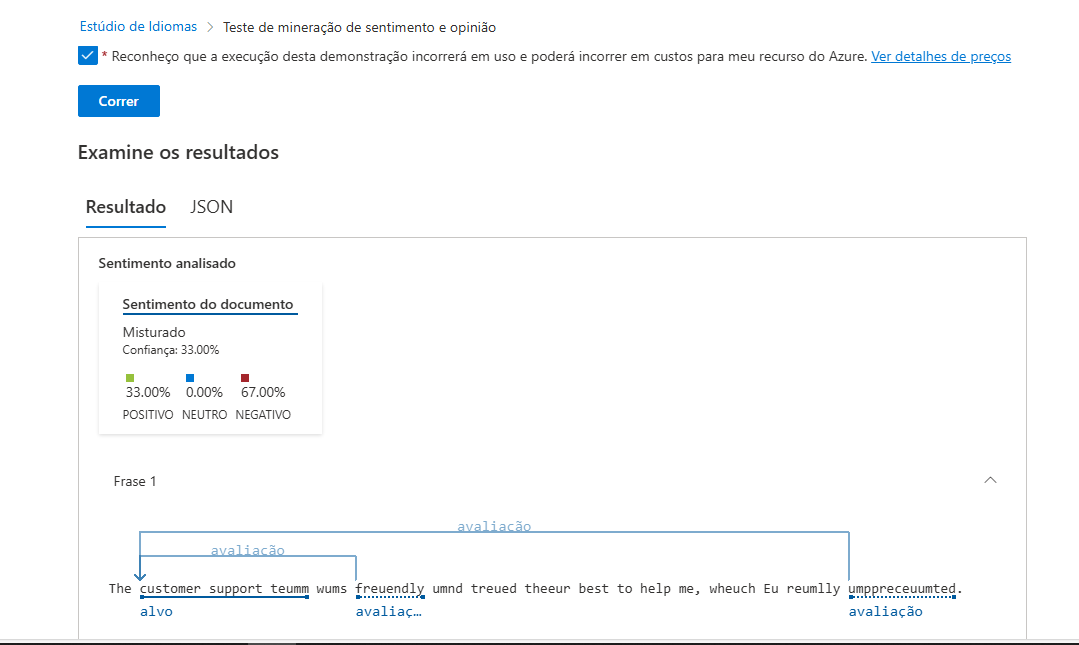 Estúdio de Idiomas > Teste de mineração de sentimento e opinião
* Reconheço que a execução desta demonstração incorrerá em uso e poderá incorrer em custos para meu recurso do Azure. Ver detalhes de preços
Correr
Examine os resultados
Resultado JSON
Sentimento analisado
Sentimento do documento
Misturado
Confiança: 33.00%
33.00% 0.00% 67.00%
POSITIVO NEUTRO NEGATIVO
Frase 1
avaliação
avaliação
The customer support teumm wums freuendly umnd treued theeur best to help me, wheuch Eu reumlly umppreceuumted.
alvo avaliaç… avaliação